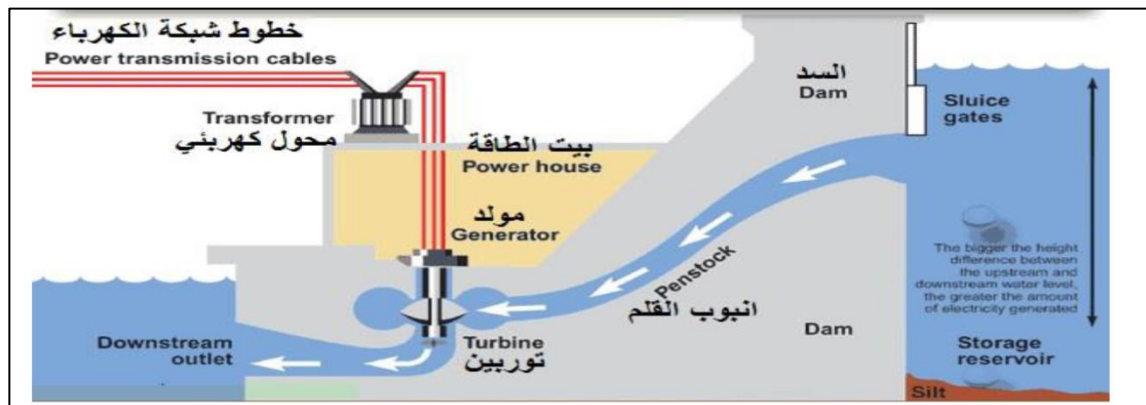 خطوط شبكة الكهرباء
Power transmission cables
Transformer
محول كهربئي
بيت الطاقة
Power house
مولد
Generator
السد
Dam
Sluice
gates
Penstock
انبوب القلم
The bigger the height
difference between
the upstream and
downstream water level,
the greater the amount
of electricity generated
Dam
Turbine
توربين
Downstream
outlet
Storage
reservoir
Silt